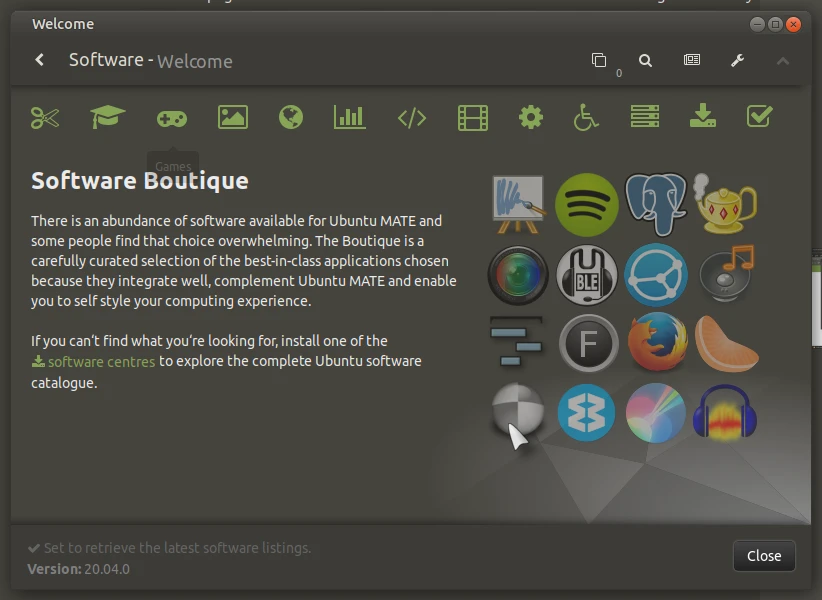 Welcome
Software - Welcome
0
Games
Software Boutique
There is an abundance of software available for Ubuntu MATE and
some people find that choice overwhelming. The Boutique is a
carefully curated selection of the best-in-class applications chosen
because they integrate well, complement Ubuntu MATE and enable
you to self style your computing experience.
If you can't find what you're looking for, install one of the
software centres to explore the complete Ubuntu software
catalogue.
BLE
F
Set to retrieve the latest software listings.
Version: 20.04.0
Close